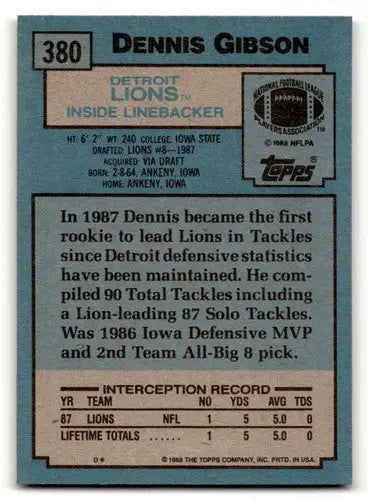 380 DENNIS GIBSON
DETROIT
LIONS™
INSIDE LINEBACKER
NATIONAL FOOTBALL LEAGUE
PLAYERS ASSOCIATION™
© 1988 NFLPA
Topps®
HT: 6' 2" WT: 240 COLLEGE: IOWA STATE
DRAFTED: LIONS #8—1987
ACQUIRED: VIA DRAFT
BORN: 2-8-64, ANKENY, IOWA
HOME: ANKENY, IOWA
In 1987 Dennis became the first
rookie to lead Lions in Tackles
since Detroit defensive statistics
have been maintained. He com-
piled 90 Total Tackles including
a Lion-leading 87 Solo Tackles.
Was 1986 Iowa Defensive MVP
and 2nd Team All-Big 8 pick.
INTERCEPTION RECORD
YR TEAM NO YDS AVG TDS
87 LIONS NFL 1 5 5.0 0
LIFETIME TOTALS ...... 1 5 5.0 0
D* © 1988 THE TOPPS COMPANY, INC. PRTD. IN U.S.A.